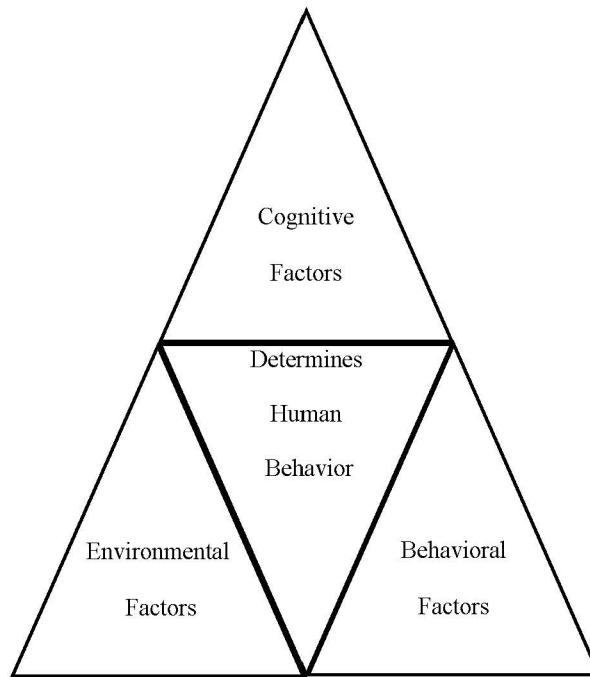 Cognitive
Factors
Determines
Human
Behavior
Environmental
Factors
Behavioral
Factors